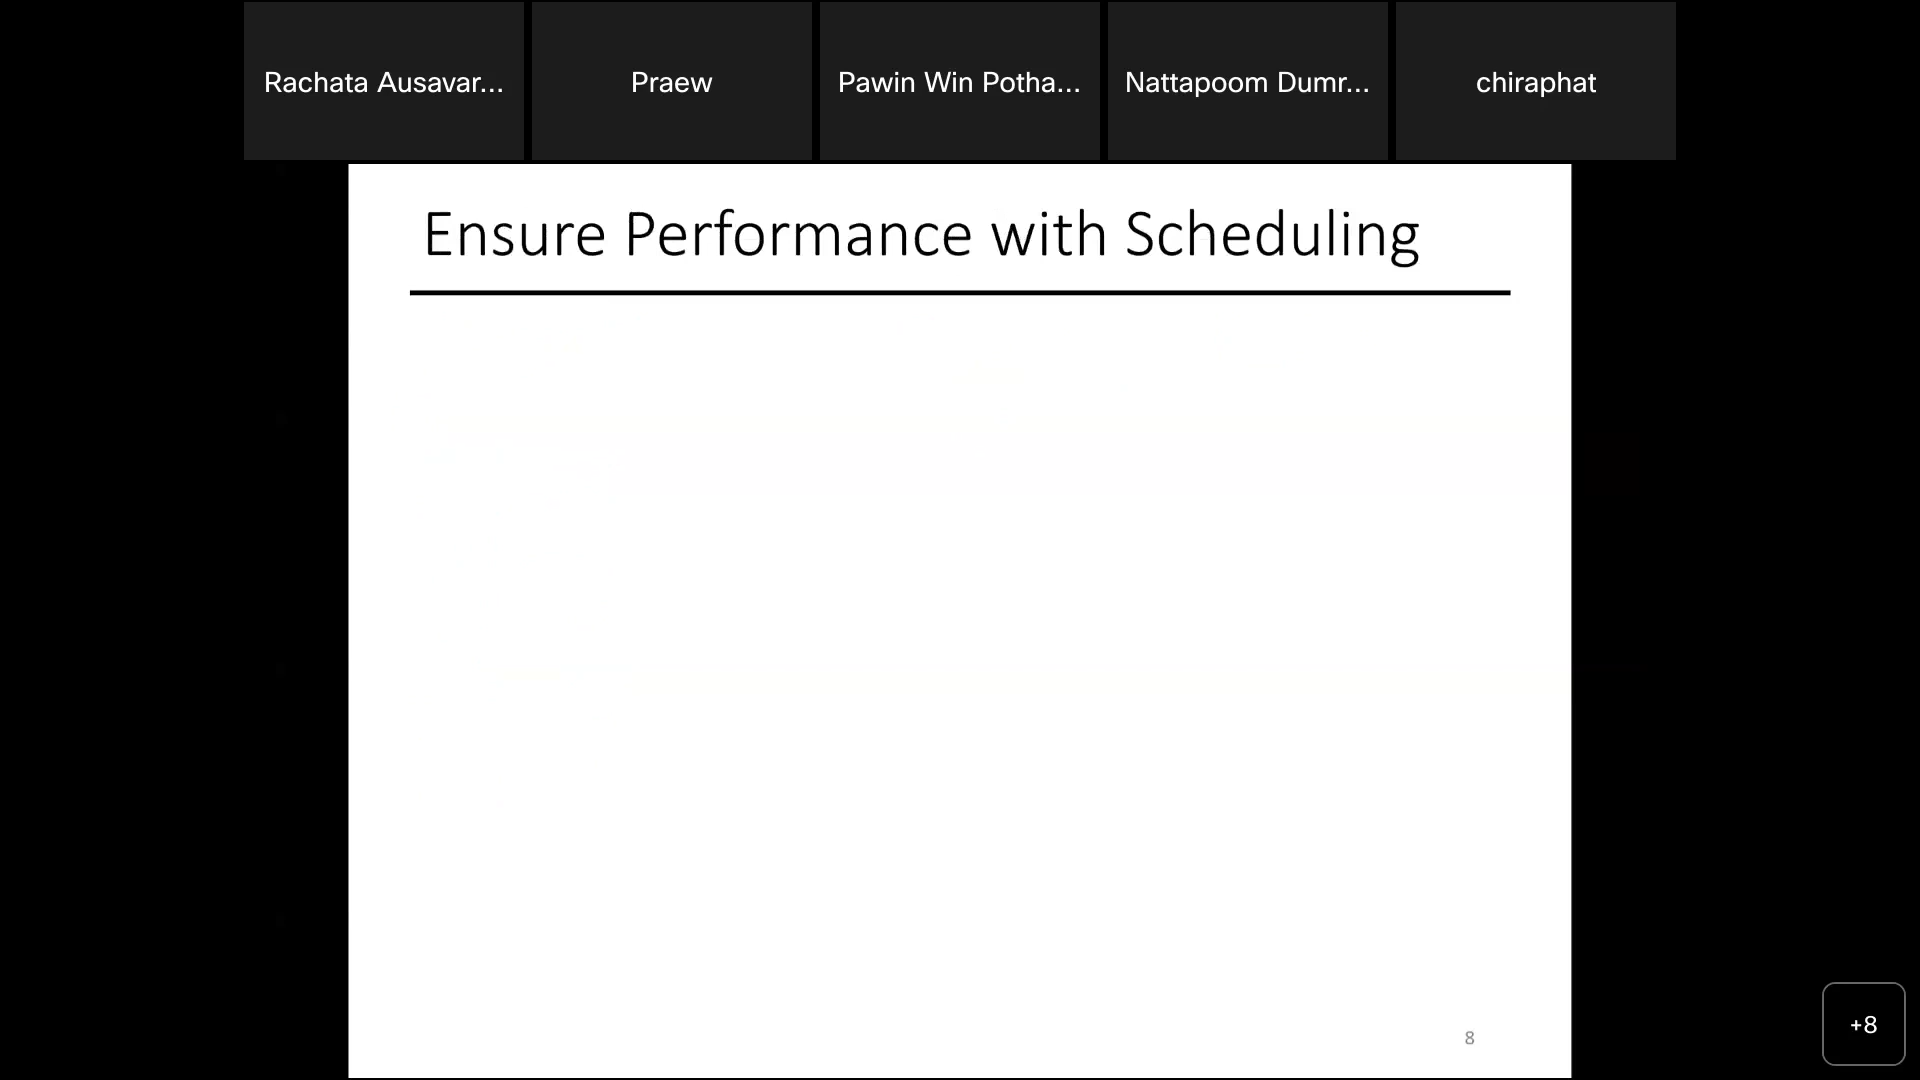 Rachata Ausavar...
Praew
Pawin Win Potha...
Nattapoom Dumr...
chiraphat
Ensure Performance with Scheduling
8
+8